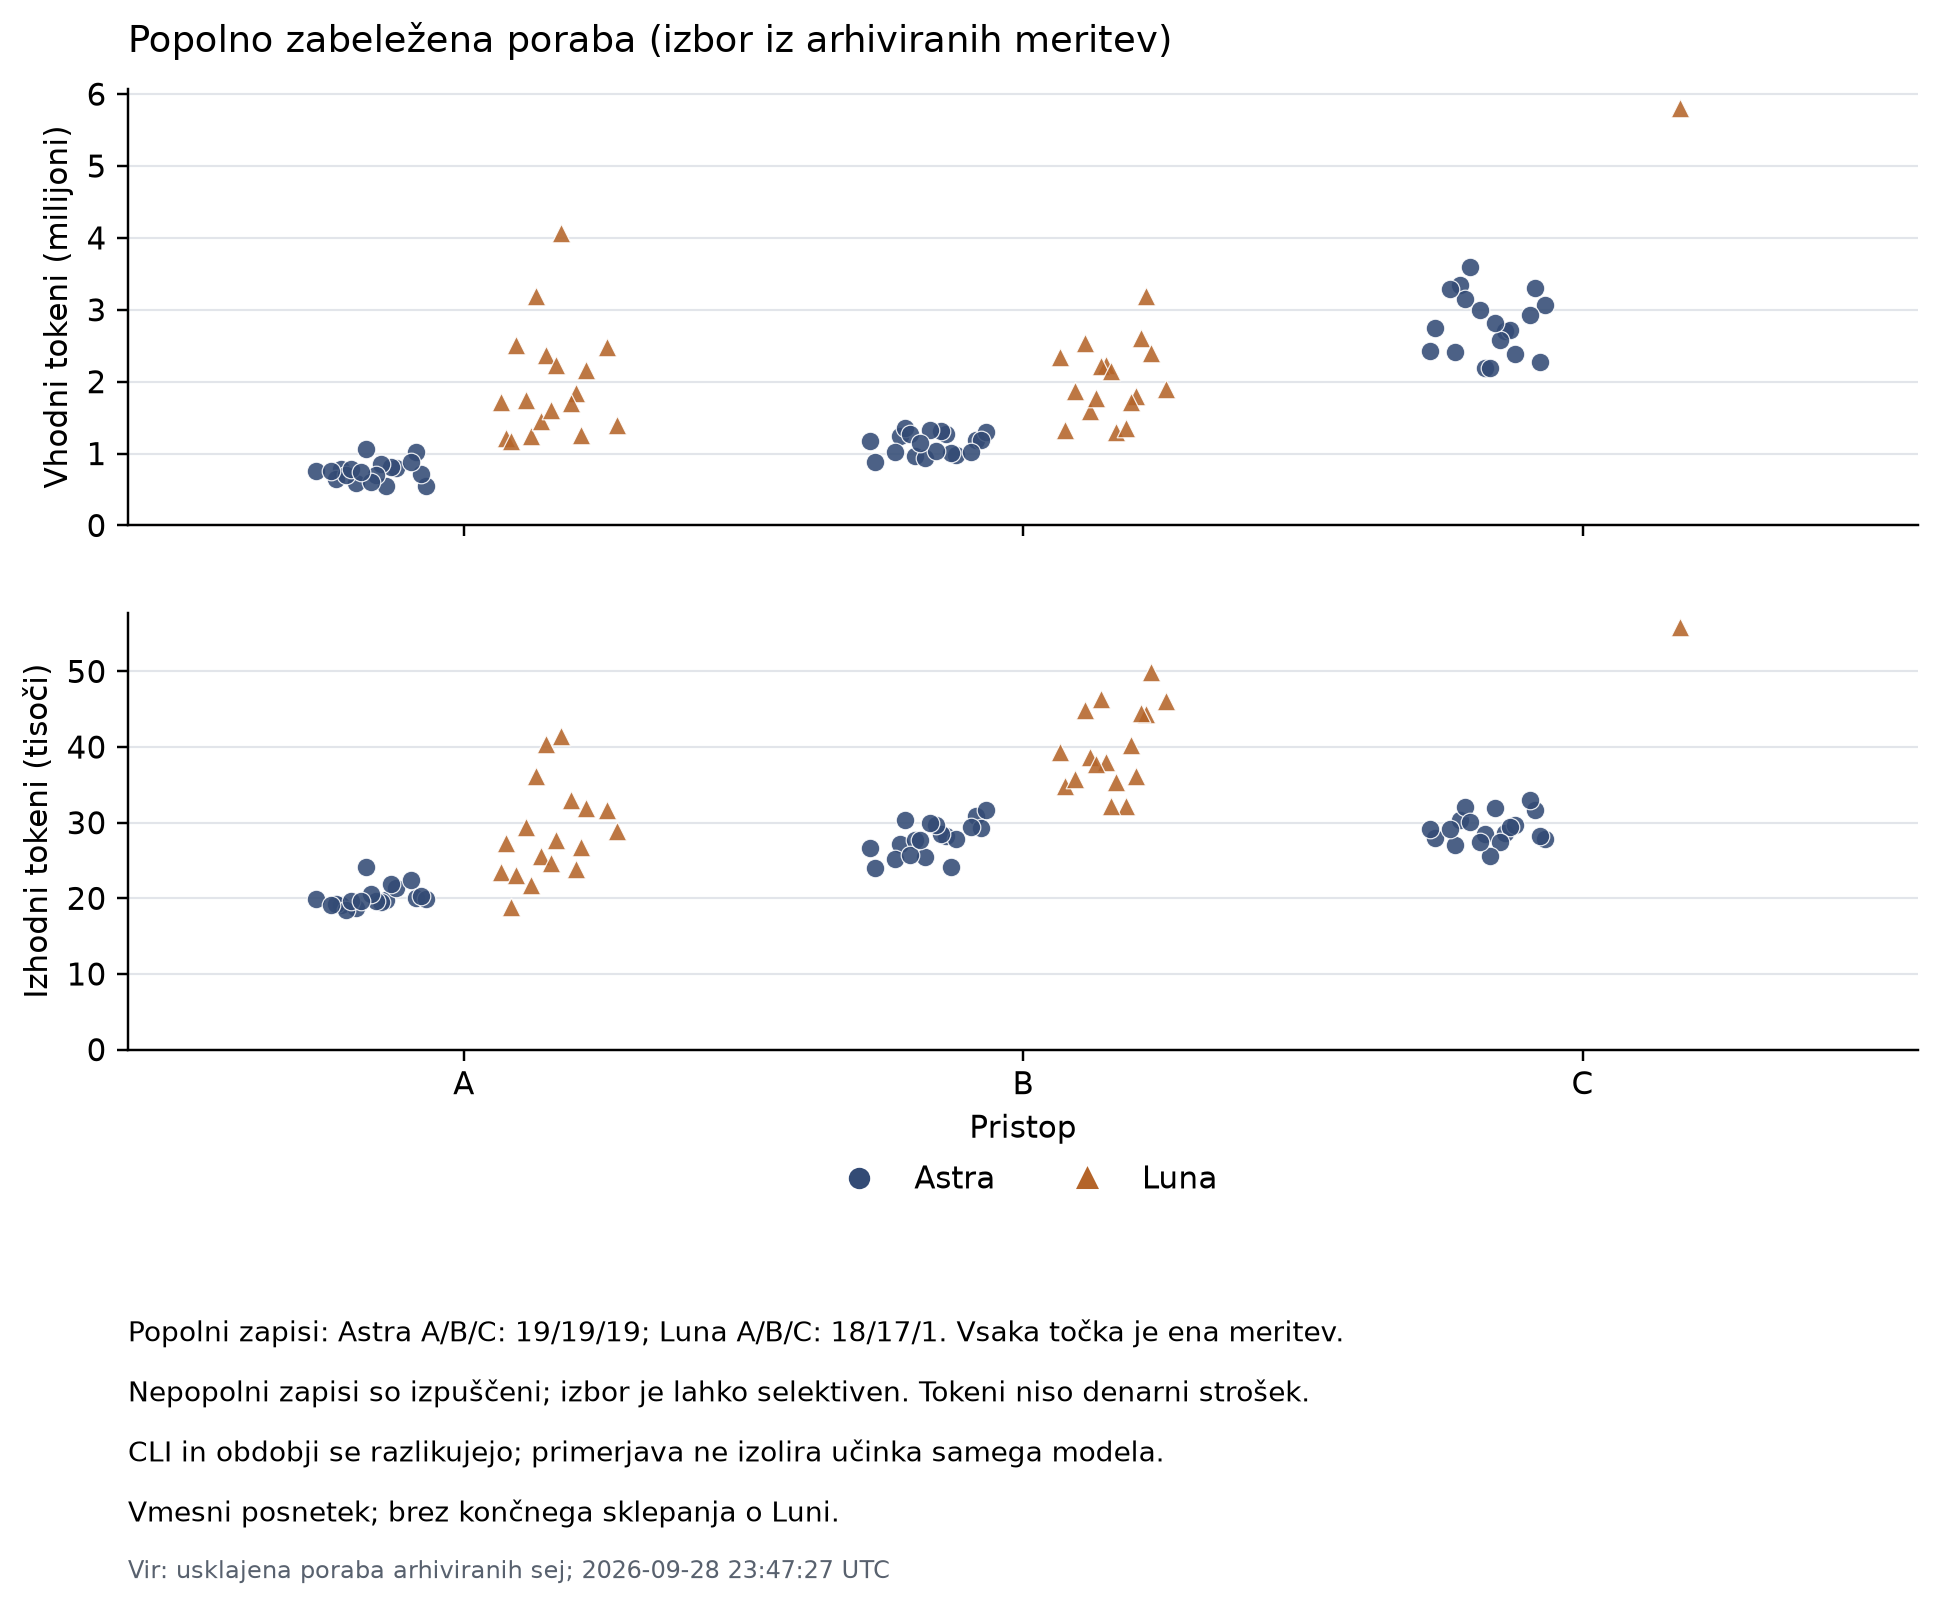 Popolno zabeležena poraba (izbor iz arhiviranih meritev)
Vhodni tokeni (milijoni)
6
5
4
3
2
1
0
Izhodni tokeni (tisoči)
50
40
30
20
10
0
A
B
C
Pristop
Astra
Luna
Popolni zapisi: Astra A/B/C: 19/19/19; Luna A/B/C: 18/17/1. Vsaka točka je ena meritev.
Nepopolni zapisi so izpuščeni; izbor je lahko selektiven. Tokeni niso denarni strošek.
CLI in obdobji se razlikujejo; primerjava ne izolira učinka samega modela.
Vmesni posnetek; brez končnega sklepanja o Luni.
Vir: usklajena poraba arhiviranih sej; 2026-09-28 23:47:27 UTC